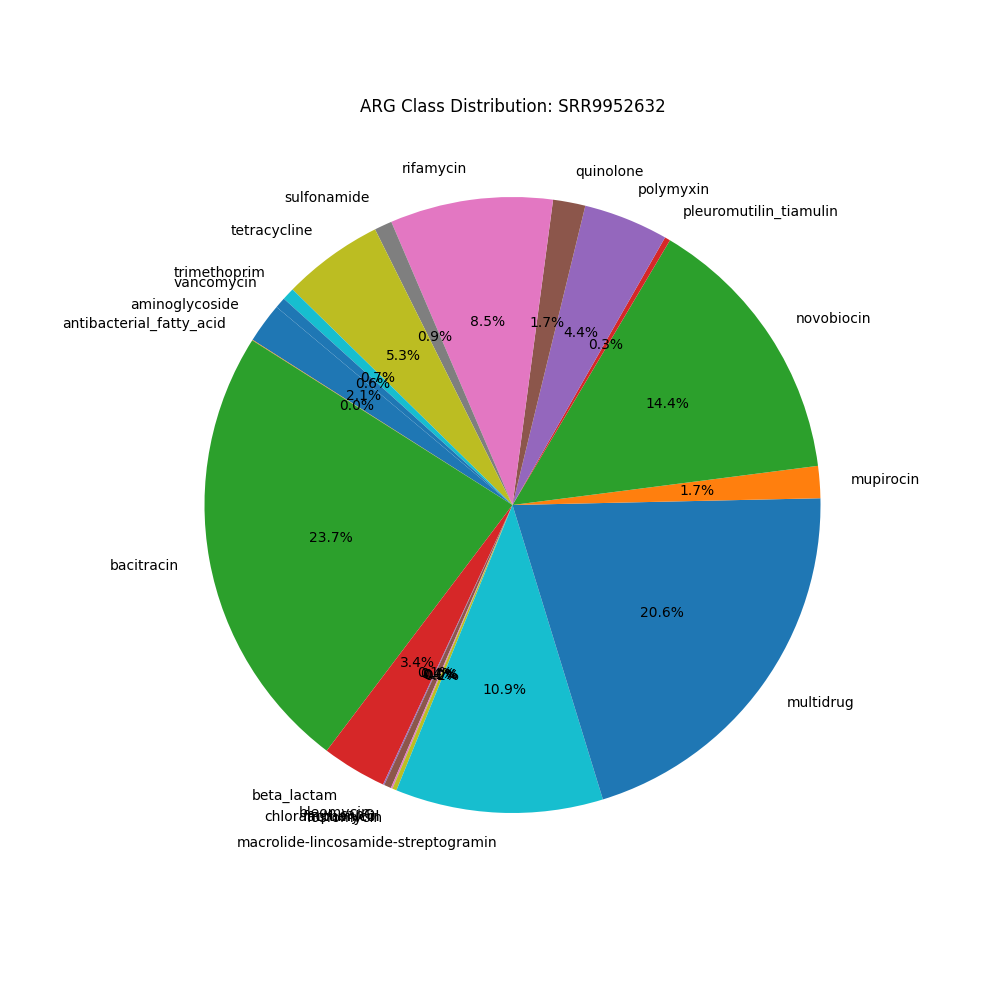 ARG Class Distribution: SRR9952632
rifamycin
quinolone
polymyxin
pleuromutilin_tiamulin
sulfonamide
tetracycline
trimethoprim
vancomycin
aminoglycoside
antibacterial_fatty_acid
novobiocin
mupirocin
bacitracin
multidrug
beta_lactam
macrolide-lincosamide-streptogramin
8.5%
1.7%
4.4%
0.3%
0.9%
5.3%
0.7%
0.6%
2.1%
0.0%
14.4%
1.7%
23.7%
20.6%
3.4%
10.9%